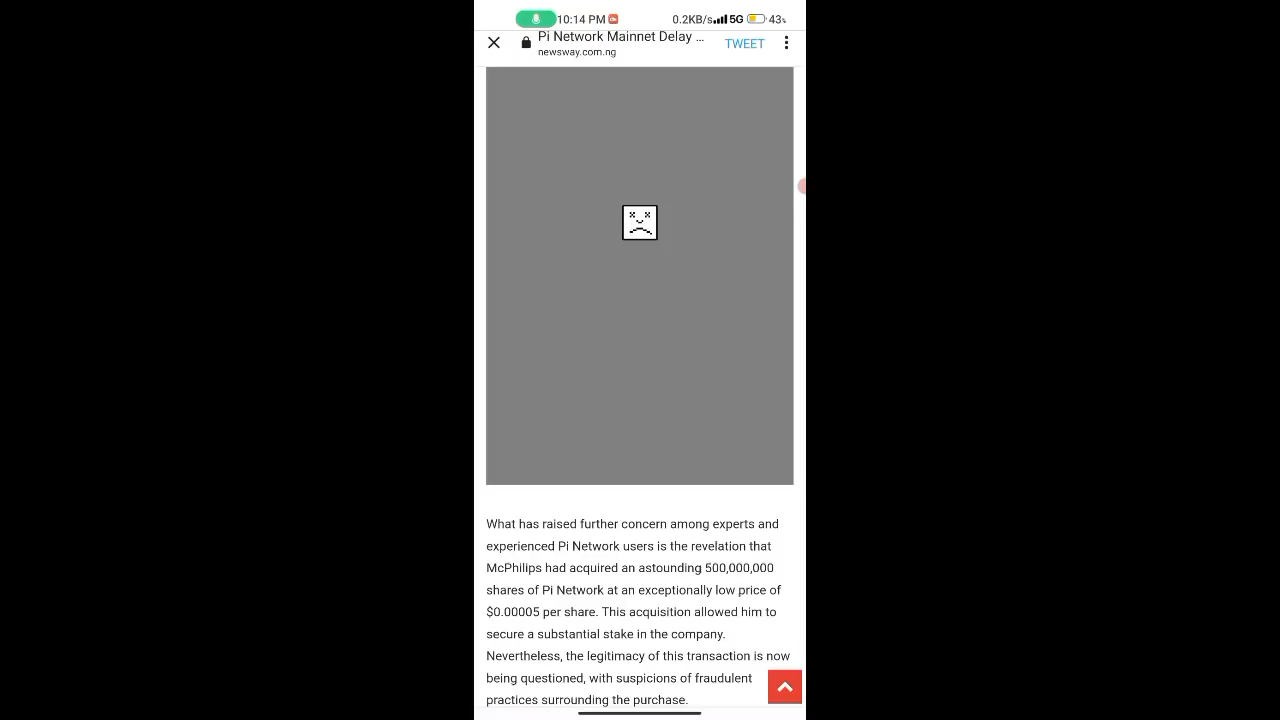 10:14 PM 0.2KB/s 5G 43%
Pi Network Mainnet Delay ...
TWEET
newsway.com.ng
What has raised further concern among experts and
experienced Pi Network users is the revelation that
McPhilips had acquired an astounding 500,000,000
shares of Pi Network at an exceptionally low price of
$0.00005 per share. This acquisition allowed him to
secure a substantial stake in the company.
Nevertheless, the legitimacy of this transaction is now
being questioned, with suspicions of fraudulent
practices surrounding the purchase.